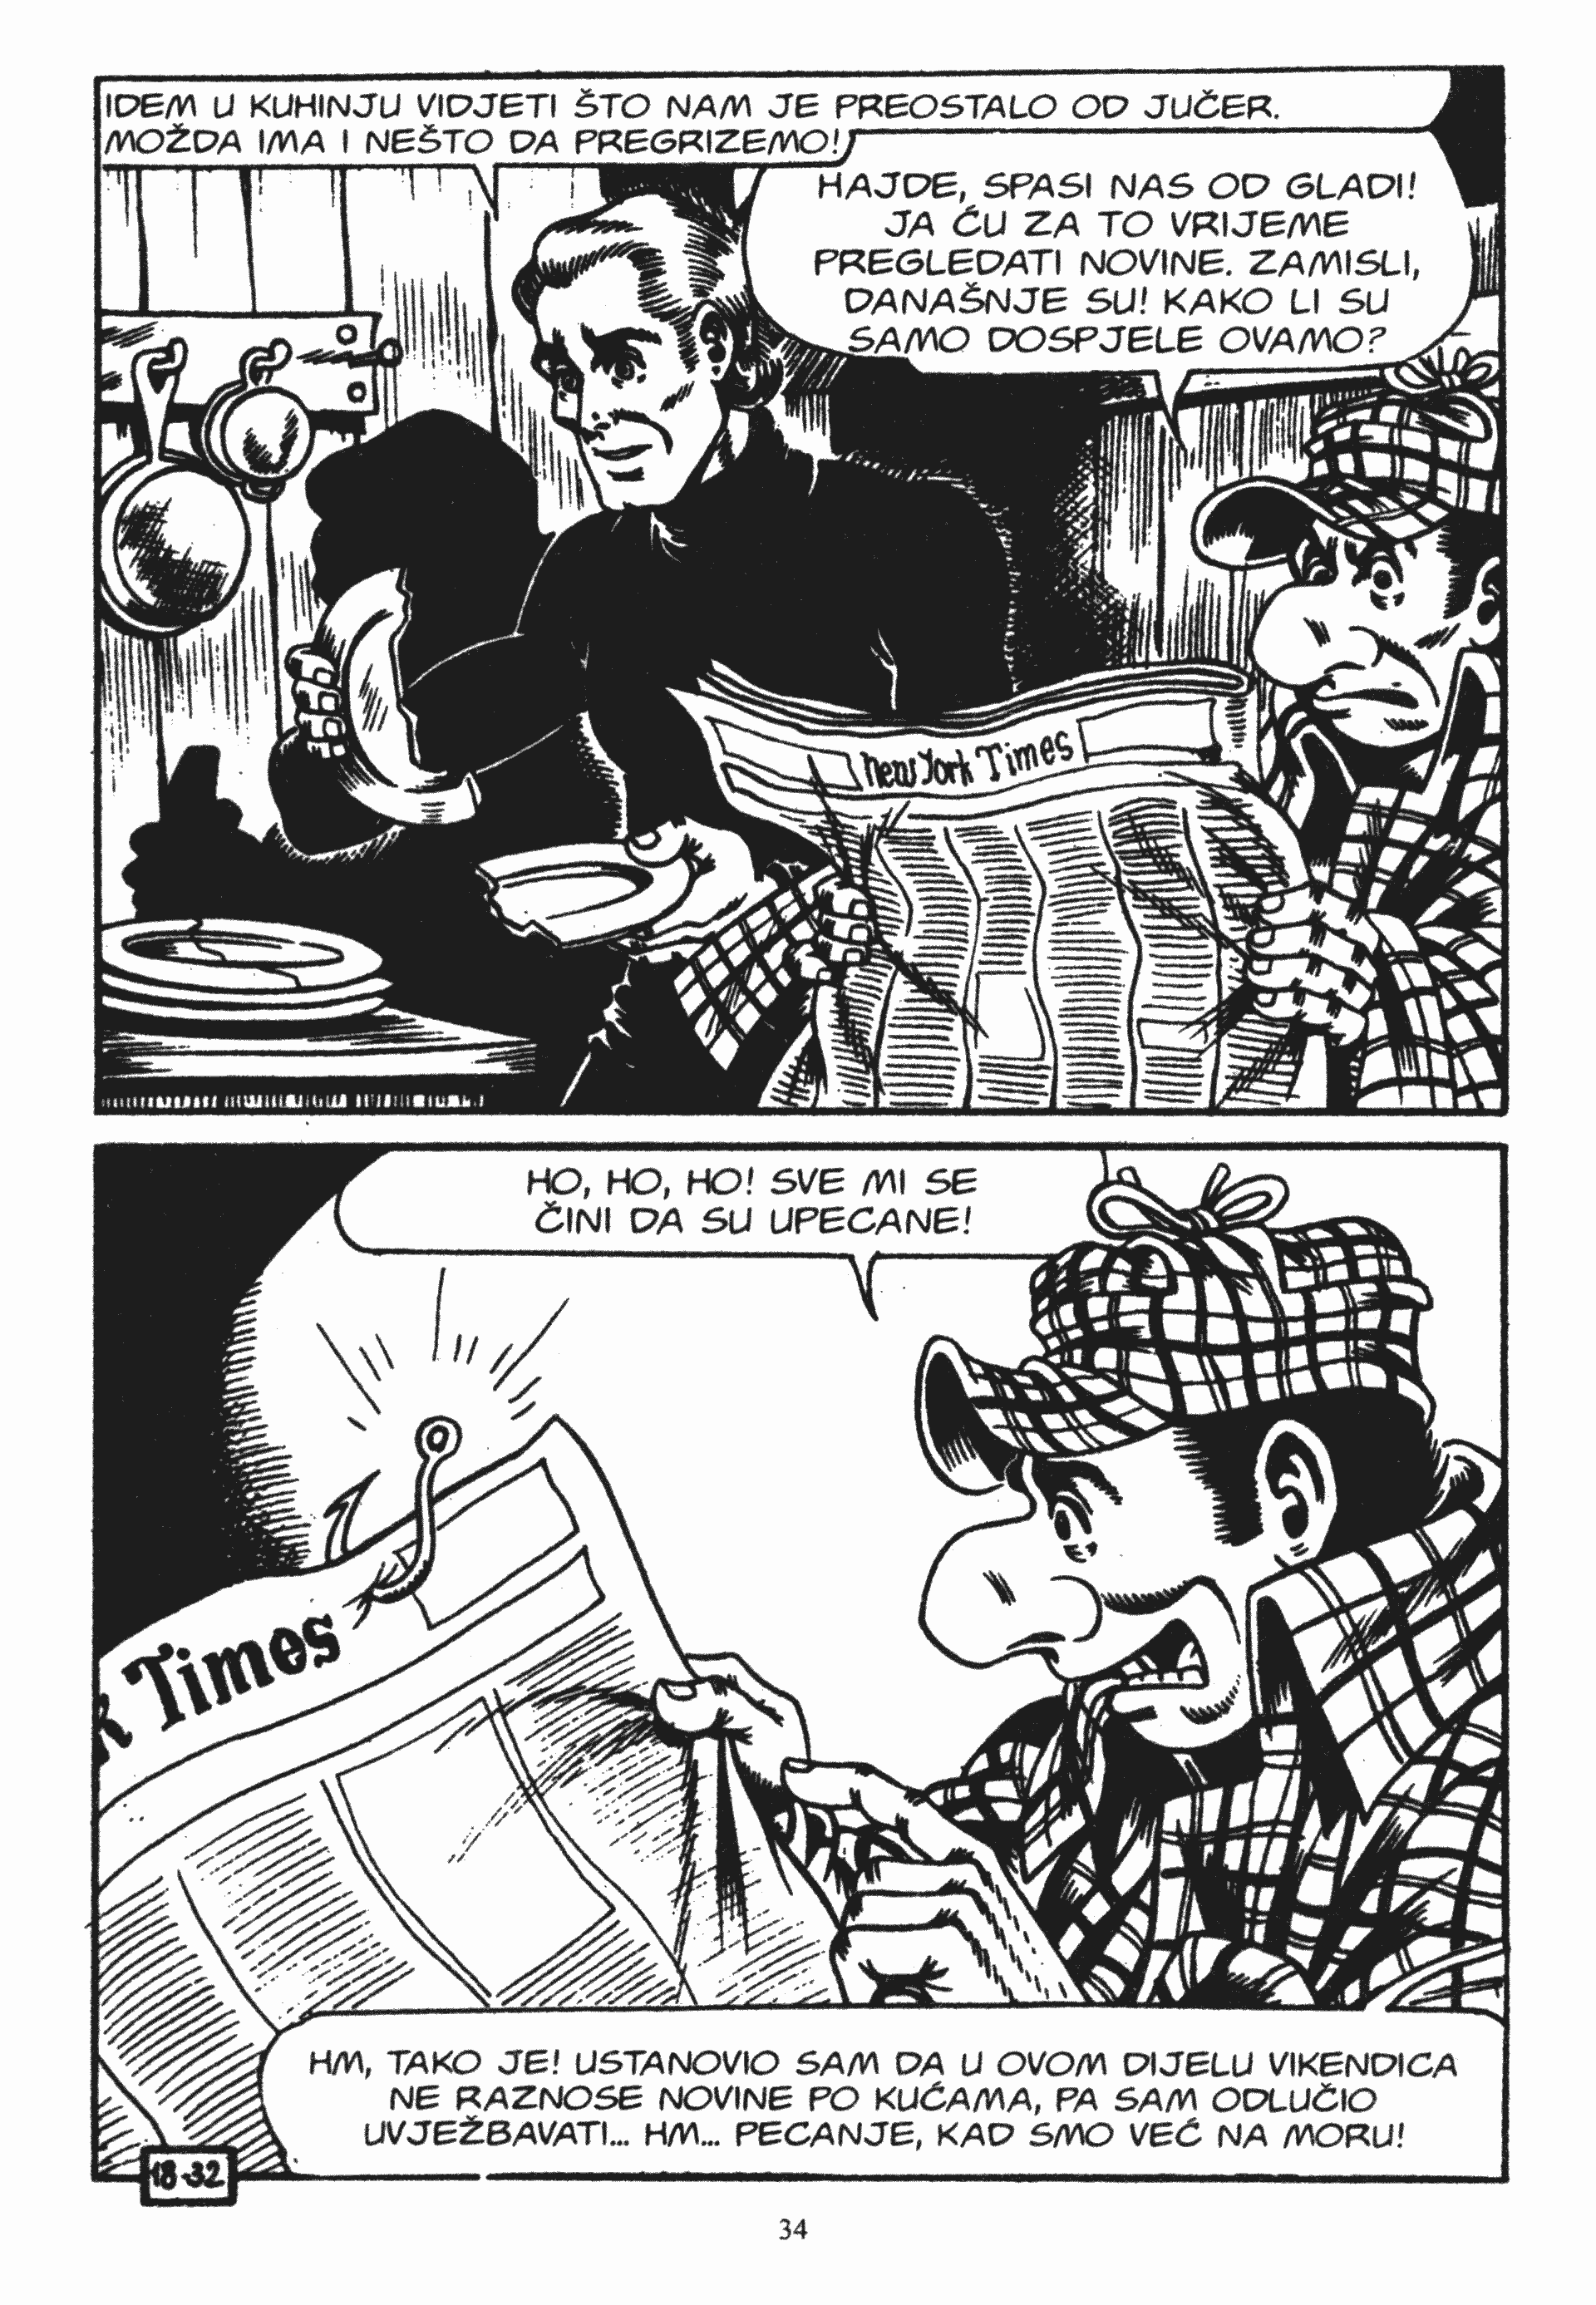 IDEM U KUHINJU VIDJETI ŠTO NAM JE PREOSTALO OD JUČER.
MOŽDA IMA I NEŠTO DA PREGRIZEMO!
HAJDE, SPASI NAS OD GLADI!
JA ĆU ZA TO VRIJEME
PREGLEDATI NOVINE. ZAMISLI,
DANAŠNJE SU! KAKO LI SU
SAMO DOSPJELE OVAMO?
New York Times
HO, HO, HO! SVE MI SE
ČINI DA SU UPECANE!
k Times
HM, TAKO JE! USTANOVIO SAM DA U OVOM DIJELU VIKENDICA
NE RAZNOSE NOVINE PO KUĆAMA, PA SAM ODLUČIO
UVJEŽBAVATI... HM... PECANJE, KAD SMO VEĆ NA MORU!
18-32
34